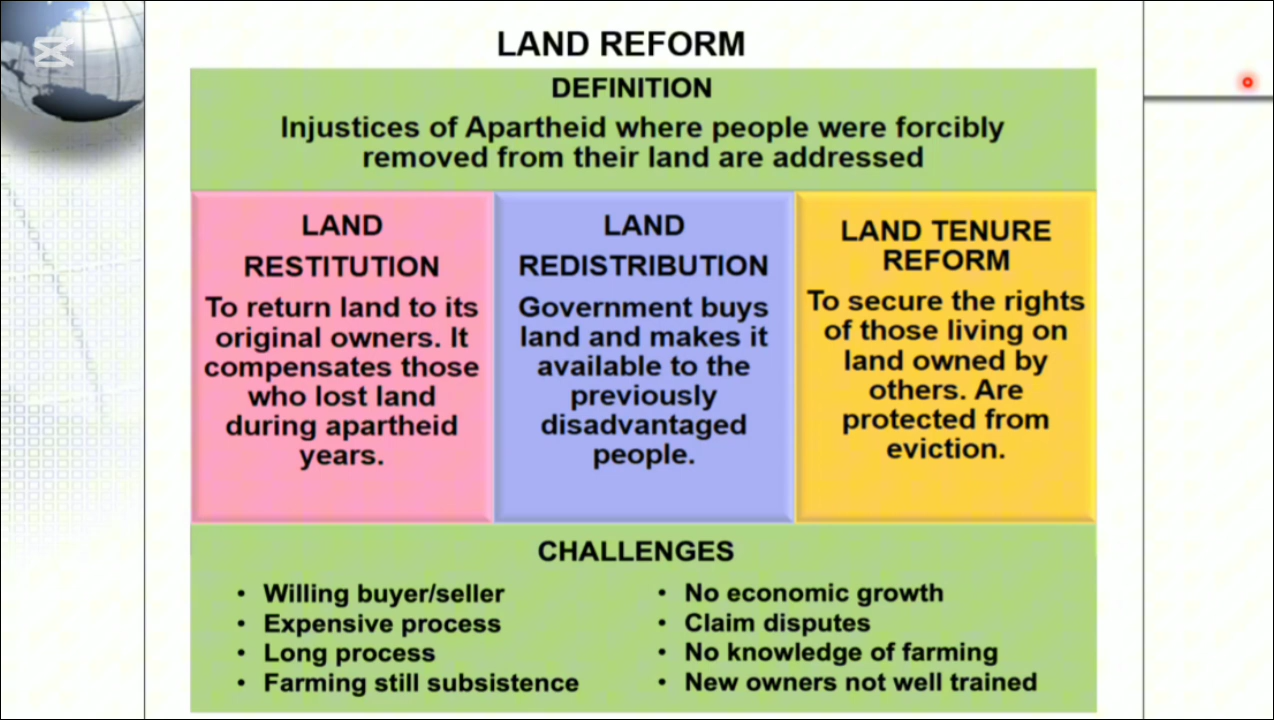 LAND REFORM
DEFINITION
Injustices of Apartheid where people were forcibly
removed from their land are addressed
LAND
RESTITUTION
To return land to its
original owners. It
compensates those
who lost land
during apartheid
years.
LAND
REDISTRIBUTION
Government buys
land and makes it
available to the
previously
disadvantaged
people.
LAND TENURE
REFORM
To secure the rights
of those living on
land owned by
others. Are
protected from
eviction.
CHALLENGES
• Willing buyer/seller
• Expensive process
• Long process
• Farming still subsistence
• No economic growth
• Claim disputes
• No knowledge of farming
• New owners not well trained